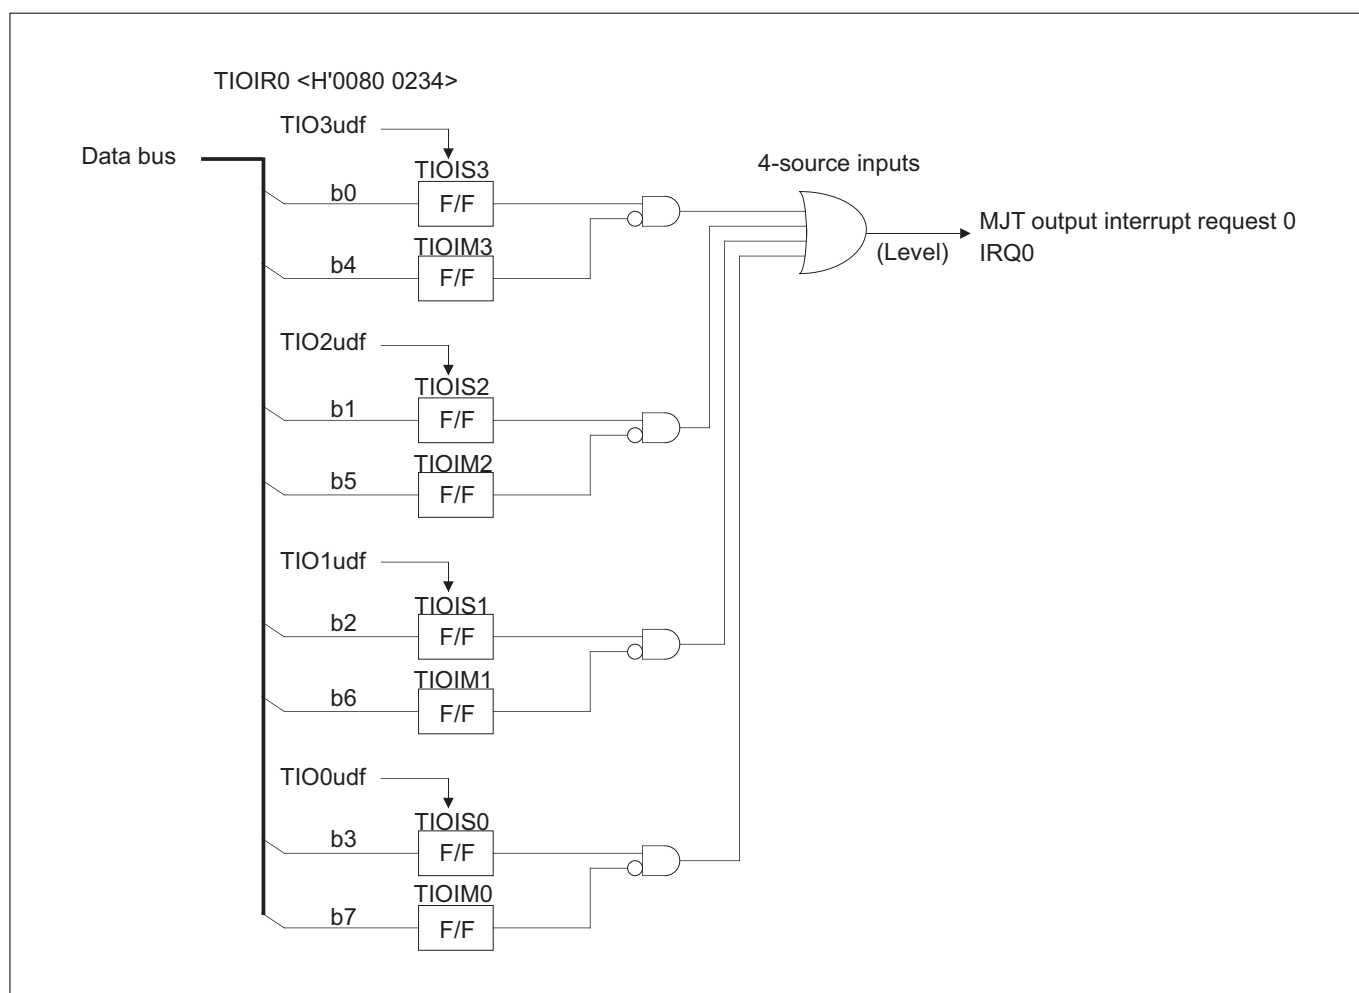 TIOIR0 <H'0080 0234>
TIO3udf
Data bus
TIOIS3
4-source inputs
b0
F/F
MJT output interrupt request 0
(Level)
IRQ0
TIOIM3
b4
F/F
TIO2udf
TIOIS2
b1
F/F
TIOIM2
b5
F/F
TIO1udf
TIOIS1
b2
F/F
TIOIM1
b6
F/F
TIO0udf
TIOIS0
b3
F/F
TIOIM0
b7
F/F